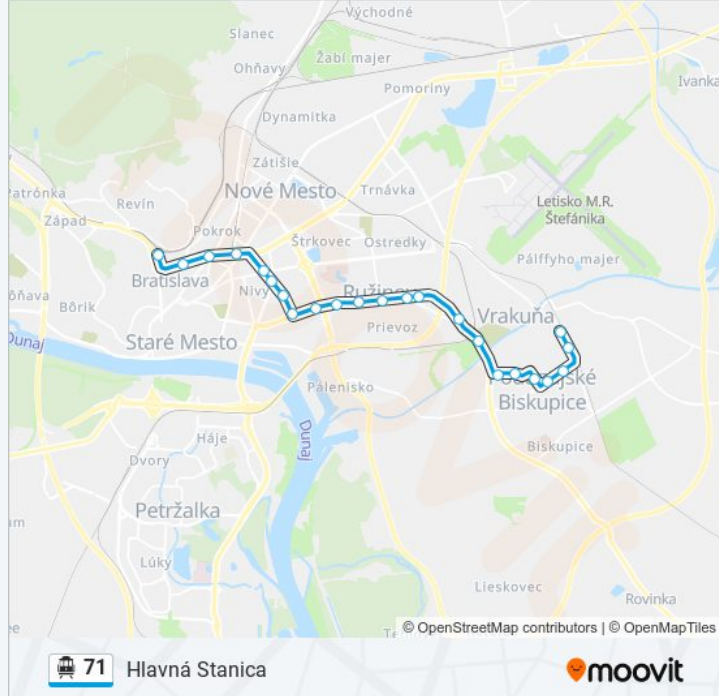 Východné
Slanec
Žabí majer
Ohňavy
Ivanka
Pomoriny
Dynamitka
Zátišie
Nové Mesto
Trnávka
Patrónka
Revín
Letisko M.R.
Štefánika
Západ
Pokrok
Štrkovec
Ostredky
Pálffyho majer
Bratislava
Nivy
Bôrik
Vrakuňa
Staré Mesto
Prievoz
Dunaj
Pálenisko
Biskupice
Háje
Dunaj
Dvory
Biskupice
Petržalka
Lúky
Lieskovec
Rovinka
© OpenStreetMap contributors | © OpenMapTiles
71 Hlavná Stanica
moovit